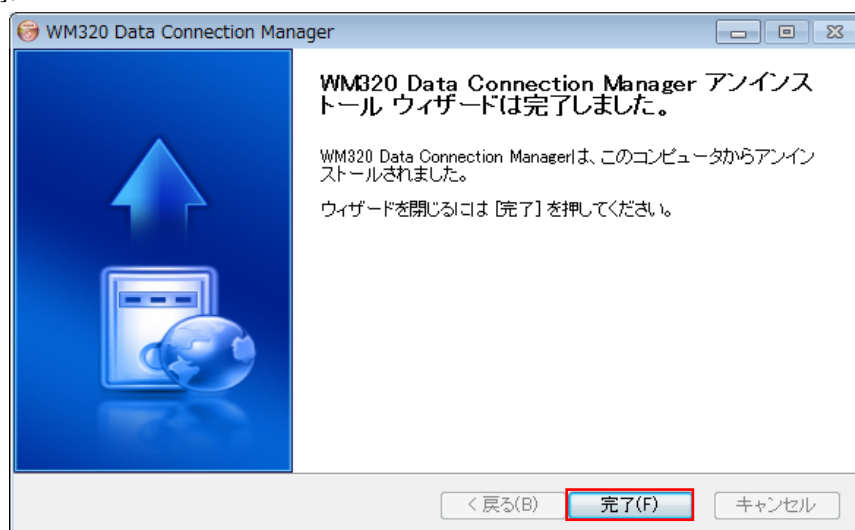 WM320 Data Connection Manager
WM320 Data Connection Manager アンインス
トール ウィザードは完了しました。
WM320 Data Connection Managerは、このコンピュータからアンイン
ストールされました。
ウィザードを閉じるには [完了] を押してください。
< 戻る(B)
完了(F)
キャンセル